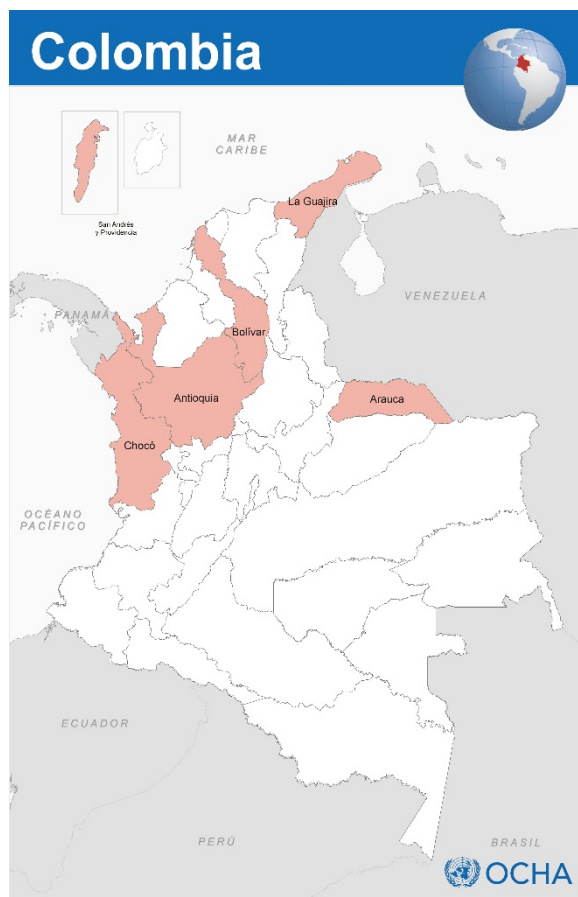 Colombia
MAR
CARIBE
La Guajira
San Andrés
y Providencia
VENEZUELA
PANAMÁ
Bolívar
Antioquia
Arauca
Chocó
OCÉANO
PACÍFICO
ECUADOR
PERÚ
BRASIL
OCHA